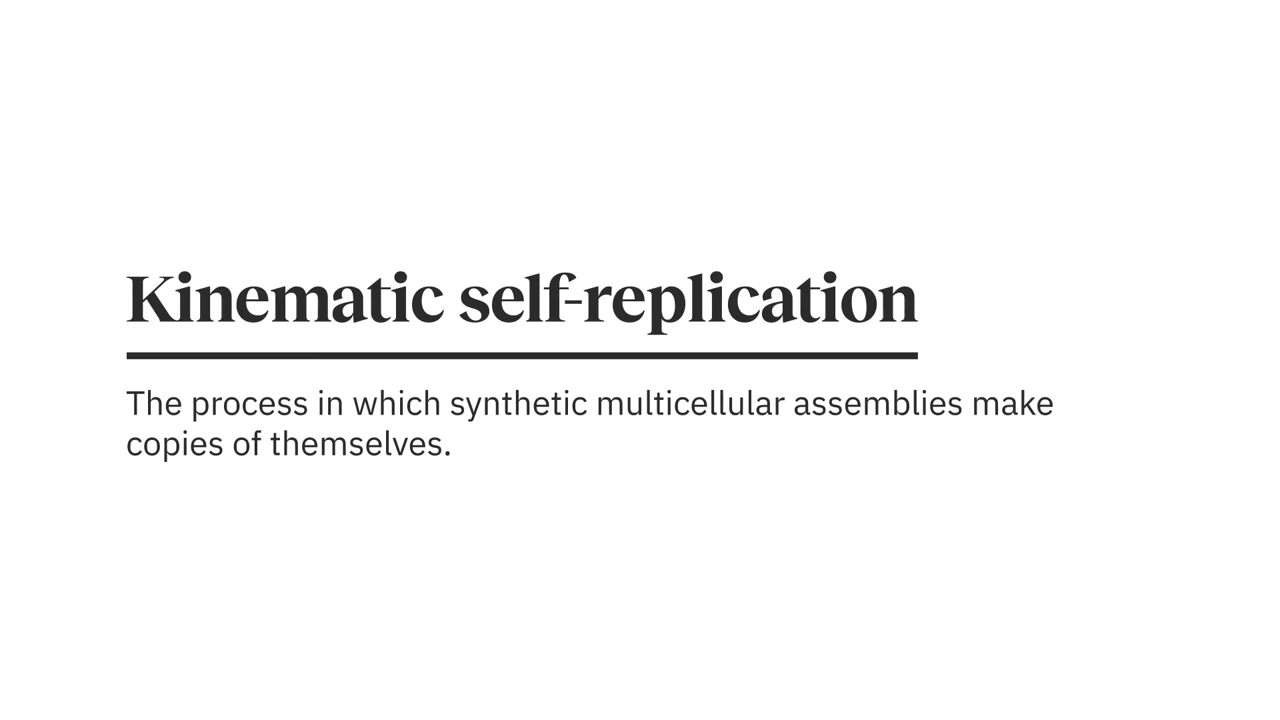 Kinematic self-replication
The process in which synthetic multicellular assemblies make
copies of themselves.